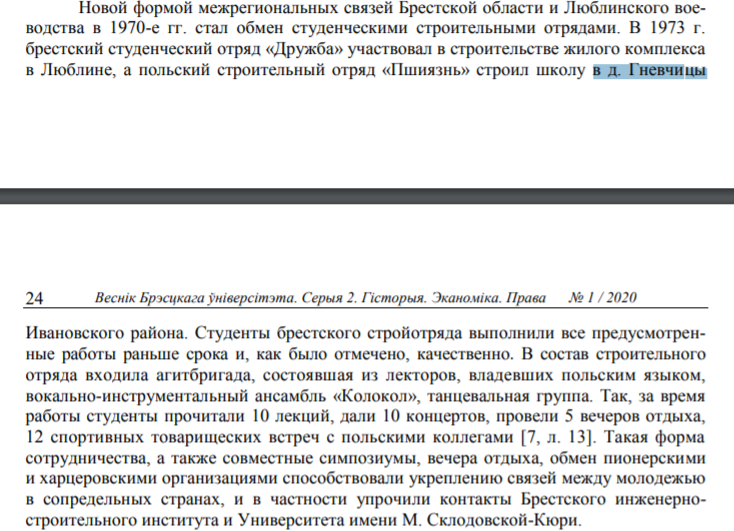 Новой формой межрегиональных связей Брестской области и Люблинского вое-
водства в 1970-е гг. стал обмен студенческими строительными отрядами. В 1973 г.
брестский студенческий отряд «Дружба» участвовал в строительстве жилого комплекса
в Люблине, а польский строительный отряд «Пшиязнь» строил школу в д. Гневчицы
24 Веснік Брэсцкага ўніверсітэта. Серыя 2. Гісторыя. Эканоміка. Права № 1 / 2020
Ивановского района. Студенты брестского стройотряда выполнили все предусмотрен-
ные работы раньше срока и, как было отмечено, качественно. В состав строительного
отряда входила агитбригада, состоявшая из лекторов, владевших польским языком,
вокально-инструментальный ансамбль «Колокол», танцевальная группа. Так, за время
работы студенты прочитали 10 лекций, дали 10 концертов, провели 5 вечеров отдыха,
12 спортивных товарищеских встреч с польскими коллегами [7, л. 13]. Такая форма
сотрудничества, а также совместные симпозиумы, вечера отдыха, обмен пионерскими
и харцеровскими организациями способствовали укреплению связей между молодежью
в сопредельных странах, и в частности упрочили контакты Брестского инженерно-
строительного института и Университета имени М. Склодовской-Кюри.